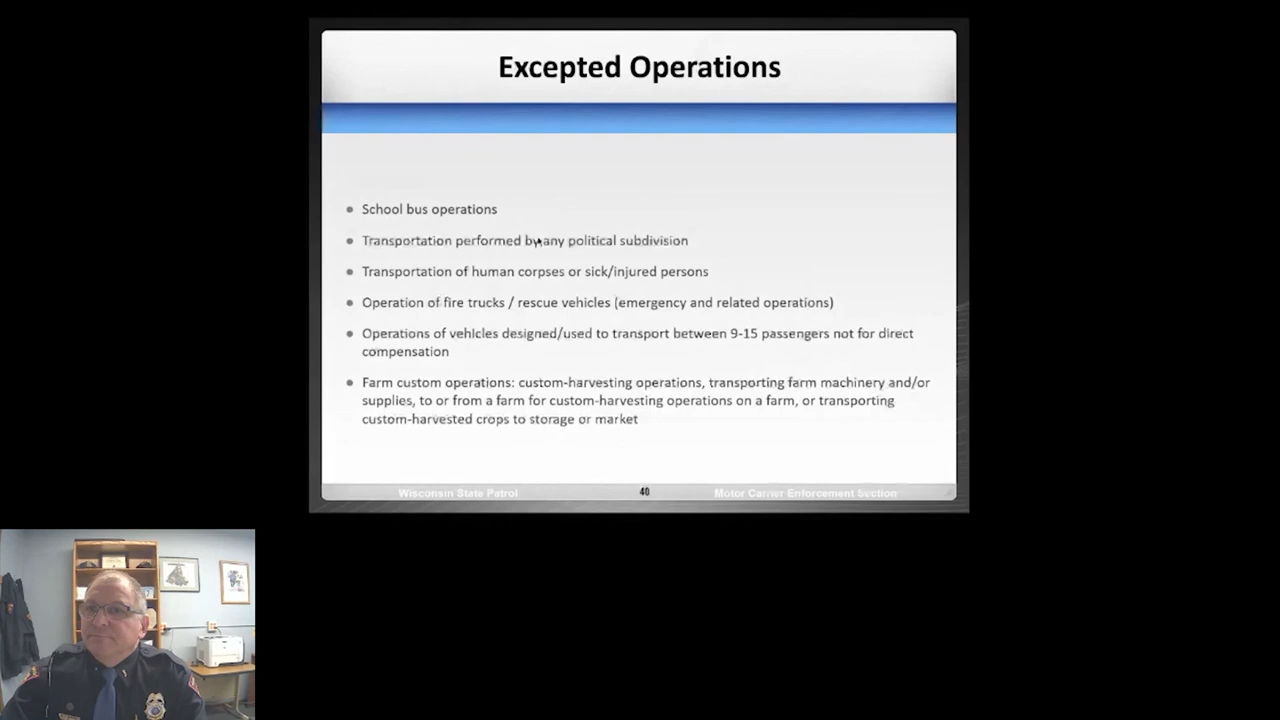 Excepted Operations
School bus operations
Transportation performed by any political subdivision
Transportation of human corpses or sick/injured persons
Operation of fire trucks / rescue vehicles (emergency and related operations)
Operations of vehicles designed/used to transport between 9-15 passengers not for direct
compensation
Farm custom operations: custom-harvesting operations, transporting farm machinery and/or
supplies, to or from a farm for custom-harvesting operations on a farm, or transporting
custom-harvested crops to storage or market
Wisconsin State Patrol 40 Motor Carrier Enforcement Section